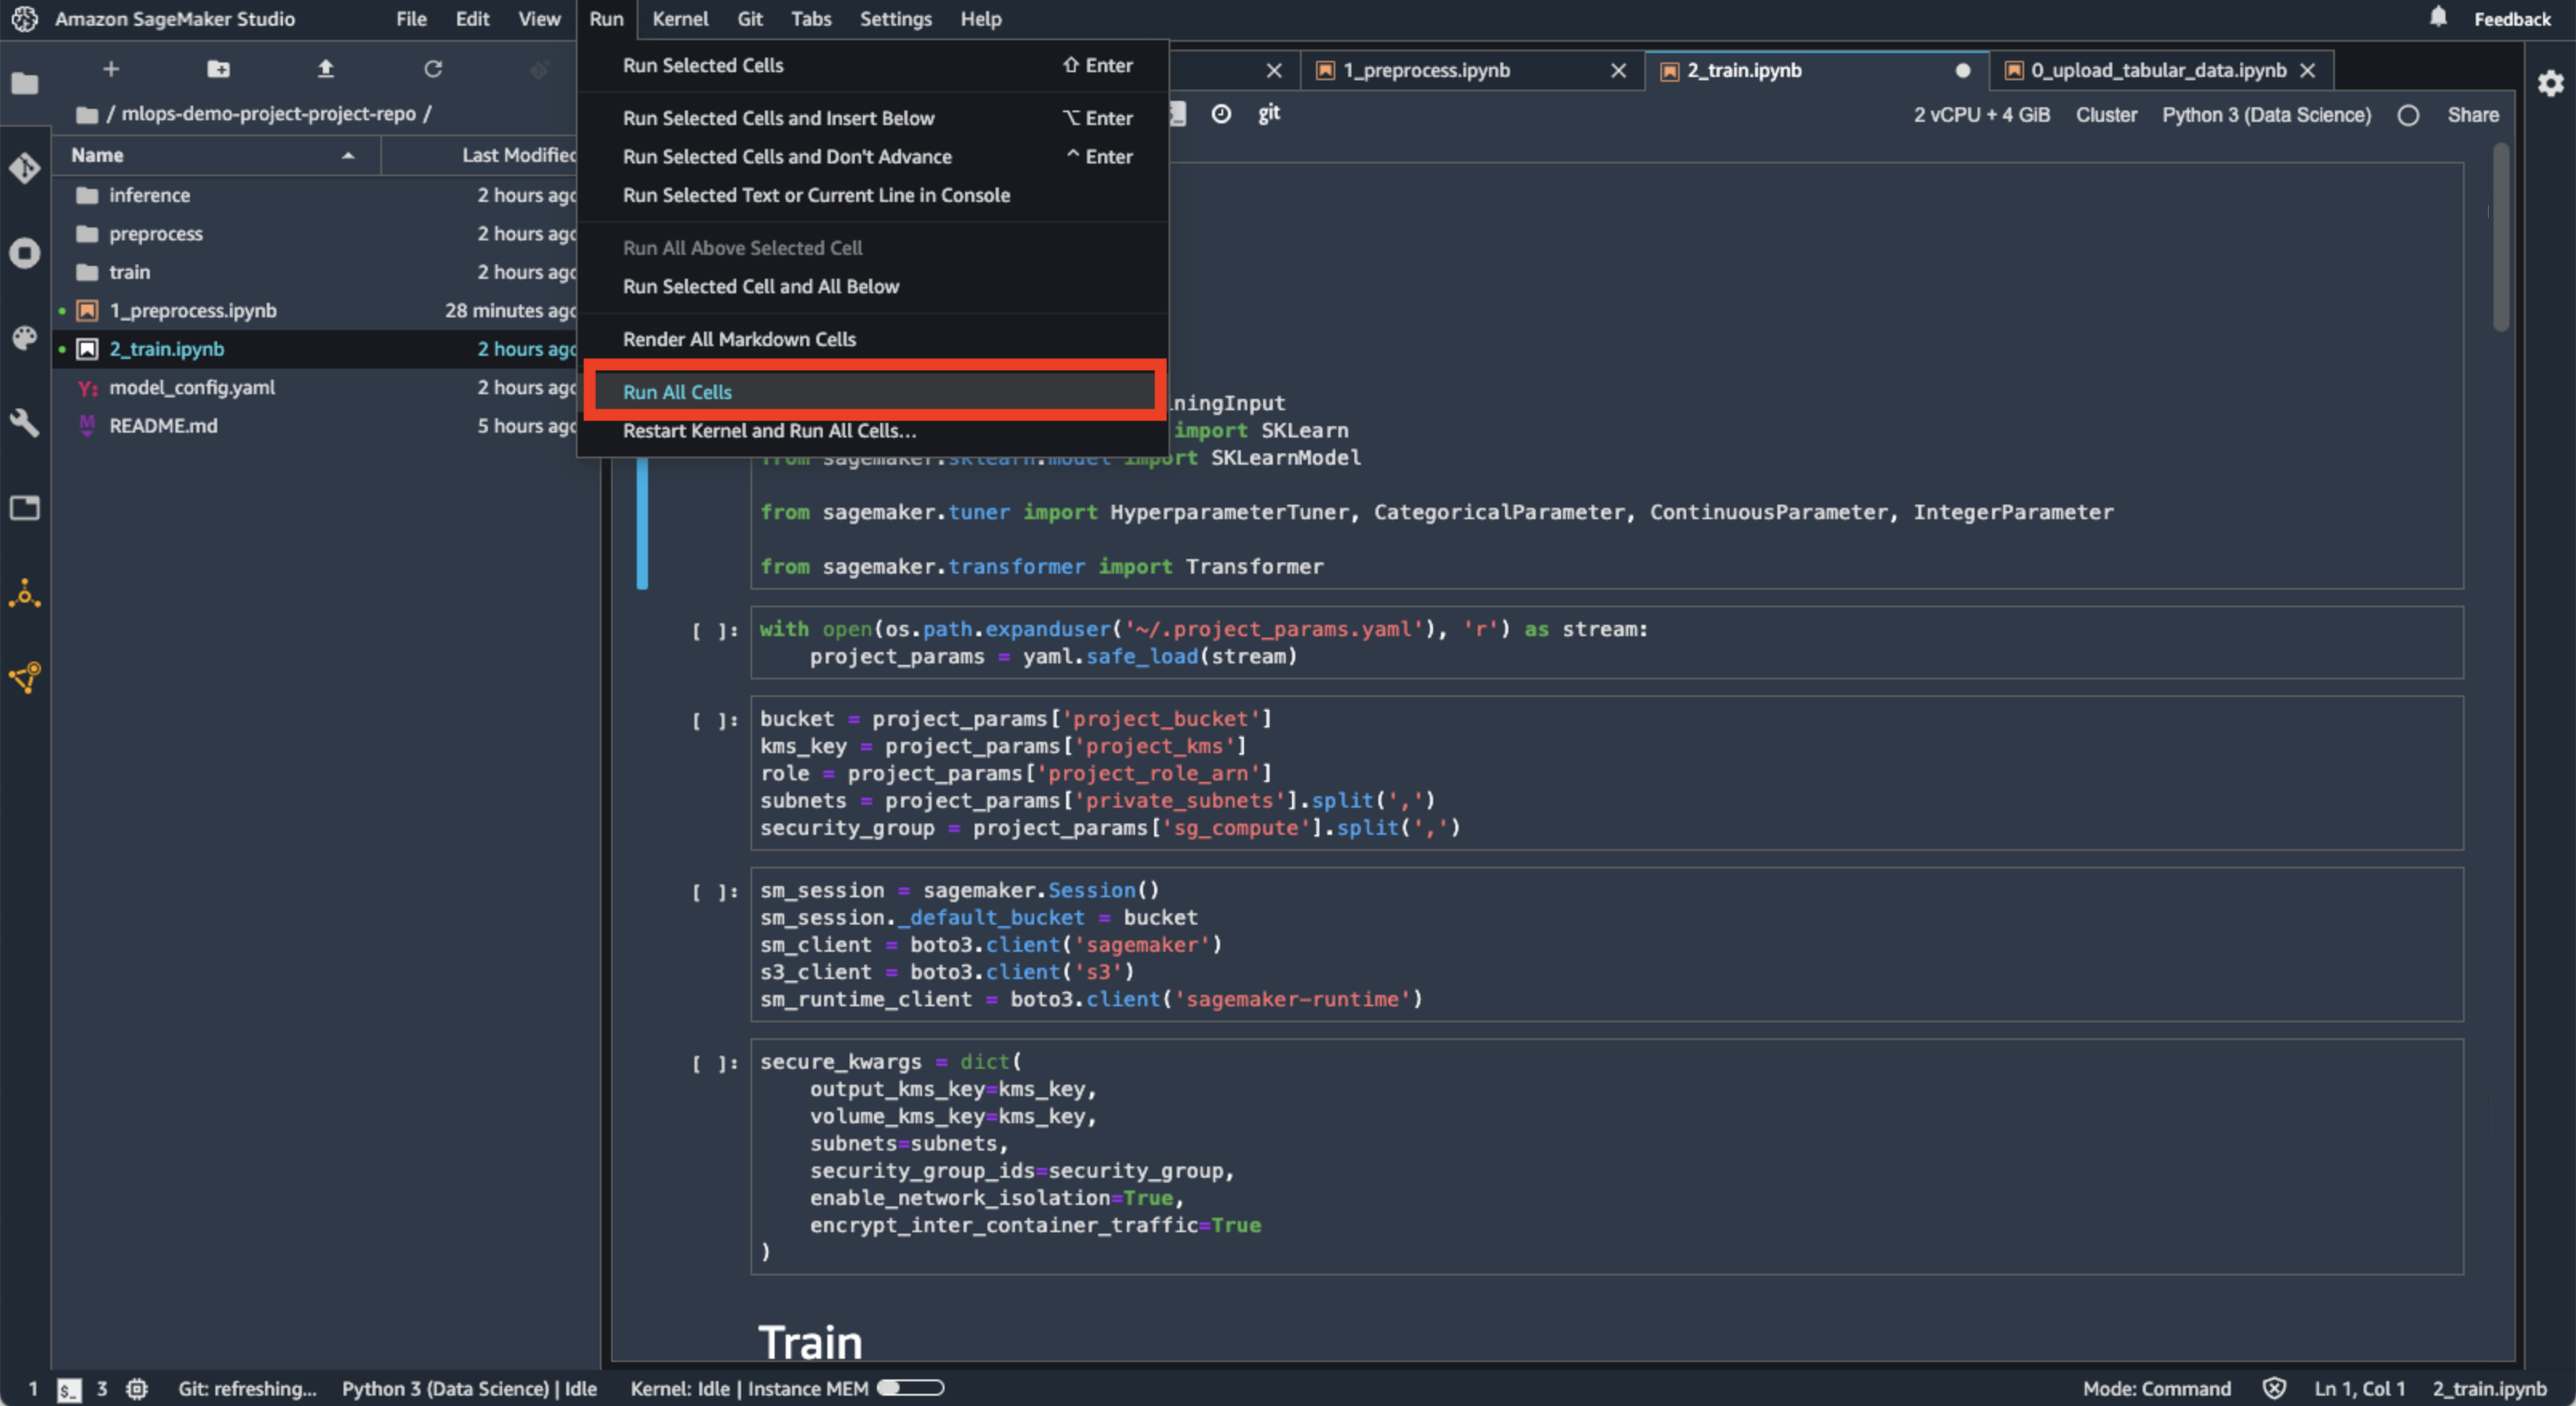 Amazon SageMaker Studio File Edit View Run Kernel Git Tabs Settings Help Feedback
Run Selected Cells ⇧ Enter
Run Selected Cells and Insert Below ⌥ Enter
Run Selected Cells and Don't Advance ^ Enter
Run Selected Text or Current Line in Console
Run All Above Selected Cell
Run Selected Cell and All Below
Render All Markdown Cells
Run All Cells
Restart Kernel and Run All Cells...
/ mlops-demo-project-project-repo /
Name Last Modified
inference 2 hours ago
preprocess 2 hours ago
train 2 hours ago
1_preprocess.ipynb 28 minutes ago
2_train.ipynb 2 hours ago
Y: model_config.yaml 2 hours ago
M README.md 5 hours ago
1_preprocess.ipynb 2_train.ipynb 0_upload_tabular_data.ipynb
git 2 vCPU + 4 GiB Cluster Python 3 (Data Science) Share
iningInput
import SKLearn
from sagemaker.sklearn.model import SKLearnModel
from sagemaker.tuner import HyperparameterTuner, CategoricalParameter, ContinuousParameter, IntegerParameter
from sagemaker.transformer import Transformer
[ ]: with open(os.path.expanduser('~/.project_params.yaml'), 'r') as stream:
project_params = yaml.safe_load(stream)
[ ]: bucket = project_params['project_bucket']
kms_key = project_params['project_kms']
role = project_params['project_role_arn']
subnets = project_params['private_subnets'].split(',')
security_group = project_params['sg_compute'].split(',')
[ ]: sm_session = sagemaker.Session()
sm_session._default_bucket = bucket
sm_client = boto3.client('sagemaker')
s3_client = boto3.client('s3')
sm_runtime_client = boto3.client('sagemaker-runtime')
[ ]: secure_kwargs = dict(
output_kms_key=kms_key,
volume_kms_key=kms_key,
subnets=subnets,
security_group_ids=security_group,
enable_network_isolation=True,
encrypt_inter_container_traffic=True
)
Train
1 $_ 3 Git: refreshing... Python 3 (Data Science) | Idle Kernel: Idle | Instance MEM Mode: Command Ln 1, Col 1 2_train.ipynb